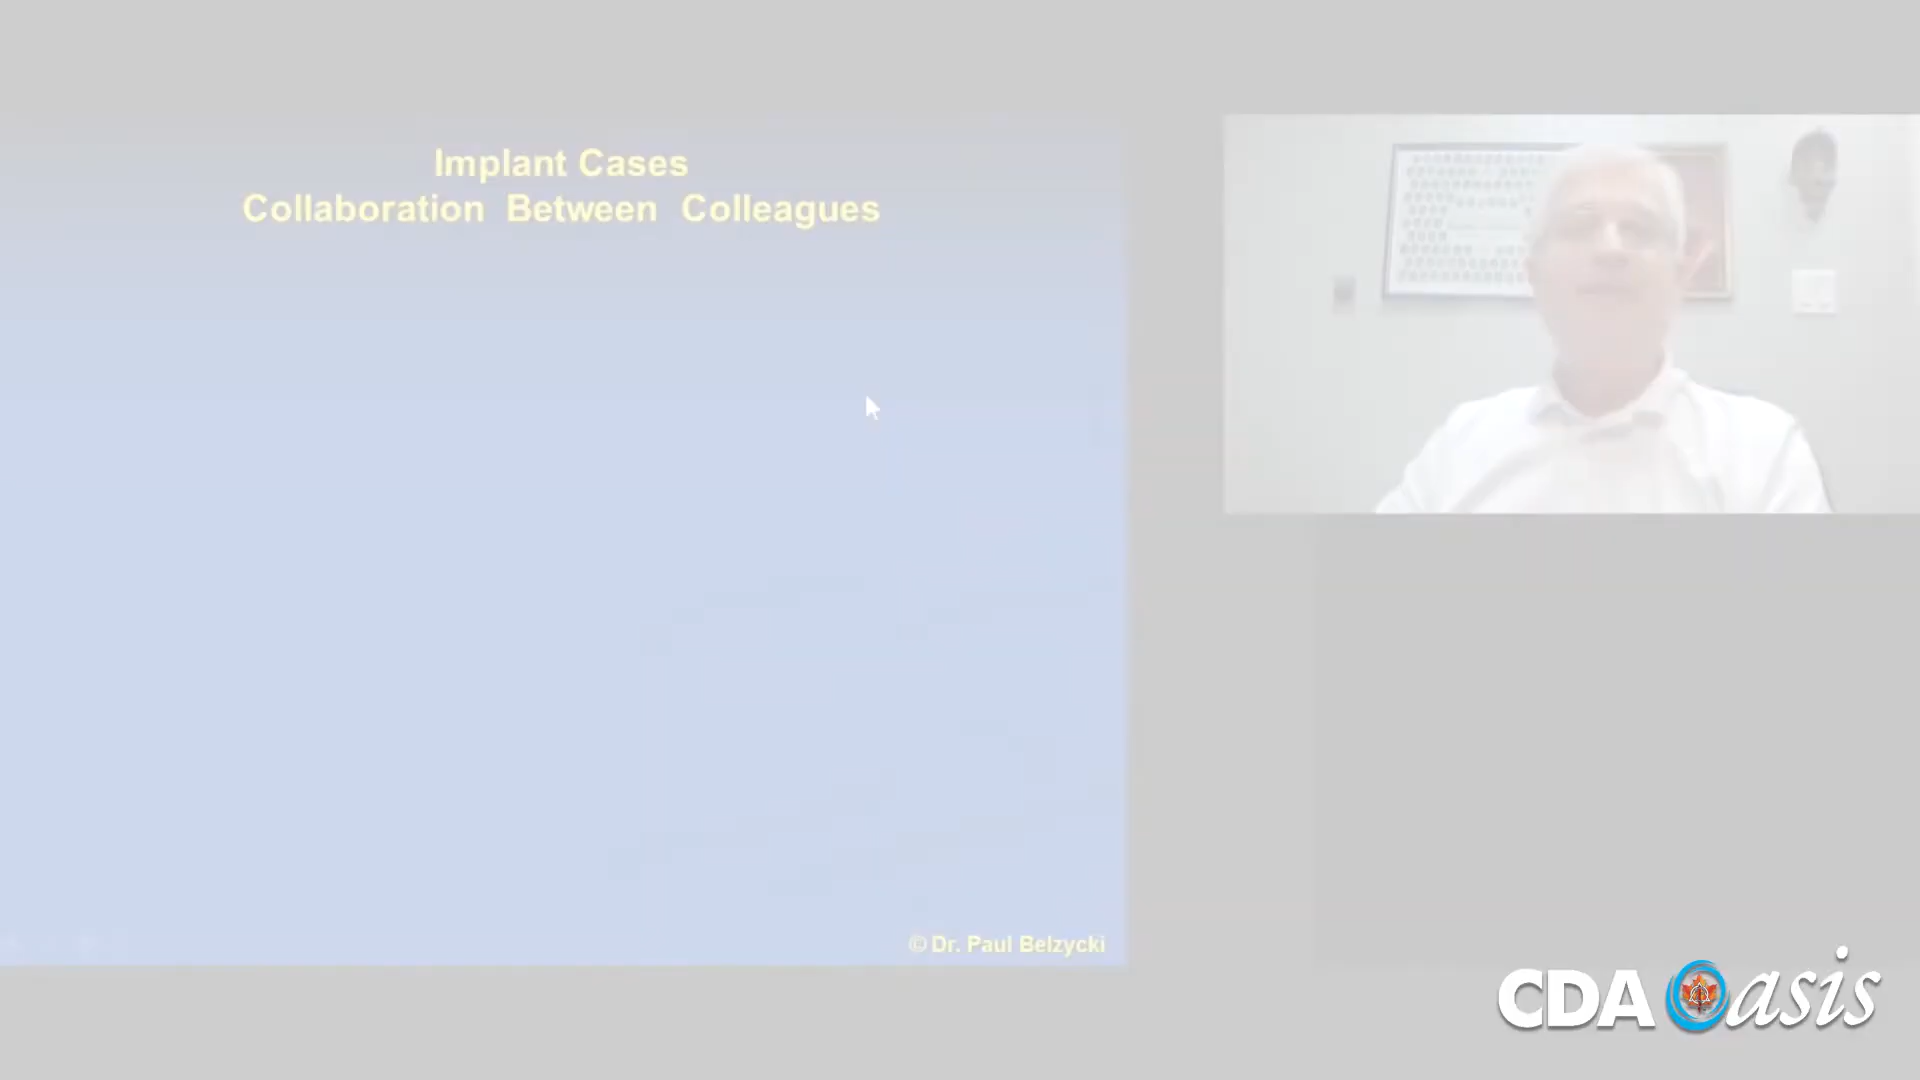 Implant Cases
Collaboration Between Colleagues
© Dr. Paul Belzycki
CDA Oasis